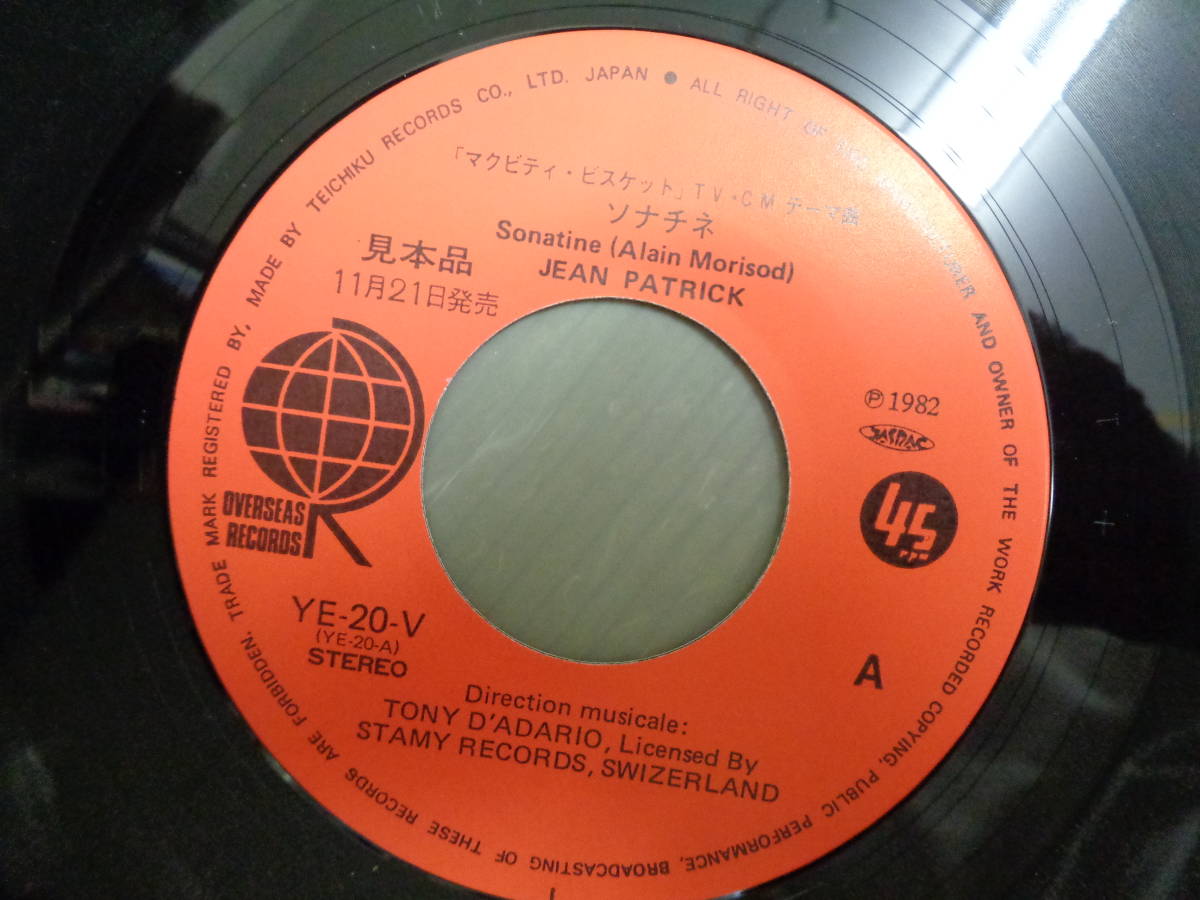 TRADE MARK REGISTERED BY, MADE BY TEICHIKU RECORDS CO., LTD. JAPAN ● ALL RIGHT OF THE MANUFACTURER AND OWNER OF THE WORK RECORDED COPYING, PUBLIC PERFORMANCE, BROADCASTING OF THESE RECORDS ARE FORBIDDEN,
「マクビティ・ビスケット」TV・CMテーマ曲
ソナチネ
Sonatine (Alain Morisod)
JEAN PATRICK
見本品
11月21日発売
OVERSEAS
RECORDS
℗1982
JASRAC
45
RPM
YE-20-V
(YE-20-A)
STEREO
A
Direction musicale:
TONY D'ADARIO, Licensed By
STAMY RECORDS, SWIZERLAND